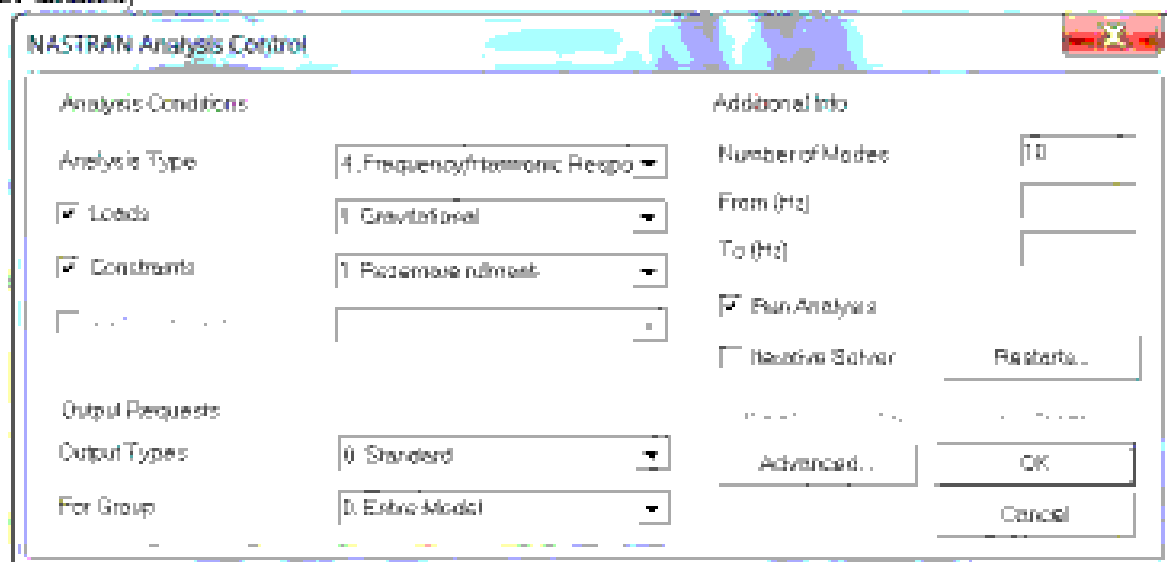 NASTRAN Analysis Control
Analysis Conditions
Analysis Type
4..Frequency/Harmonic Respo
Loads
1..Gravitational
Constraints
1..
Output Requests
Output Types
0..Standard
For Group
0..Entire Model
Additional Info
Number of Modes
10
From (Hz)
To (Hz)
Run Analysis
Iterative Solver
Restarts...
Advanced...
OK
Cancel